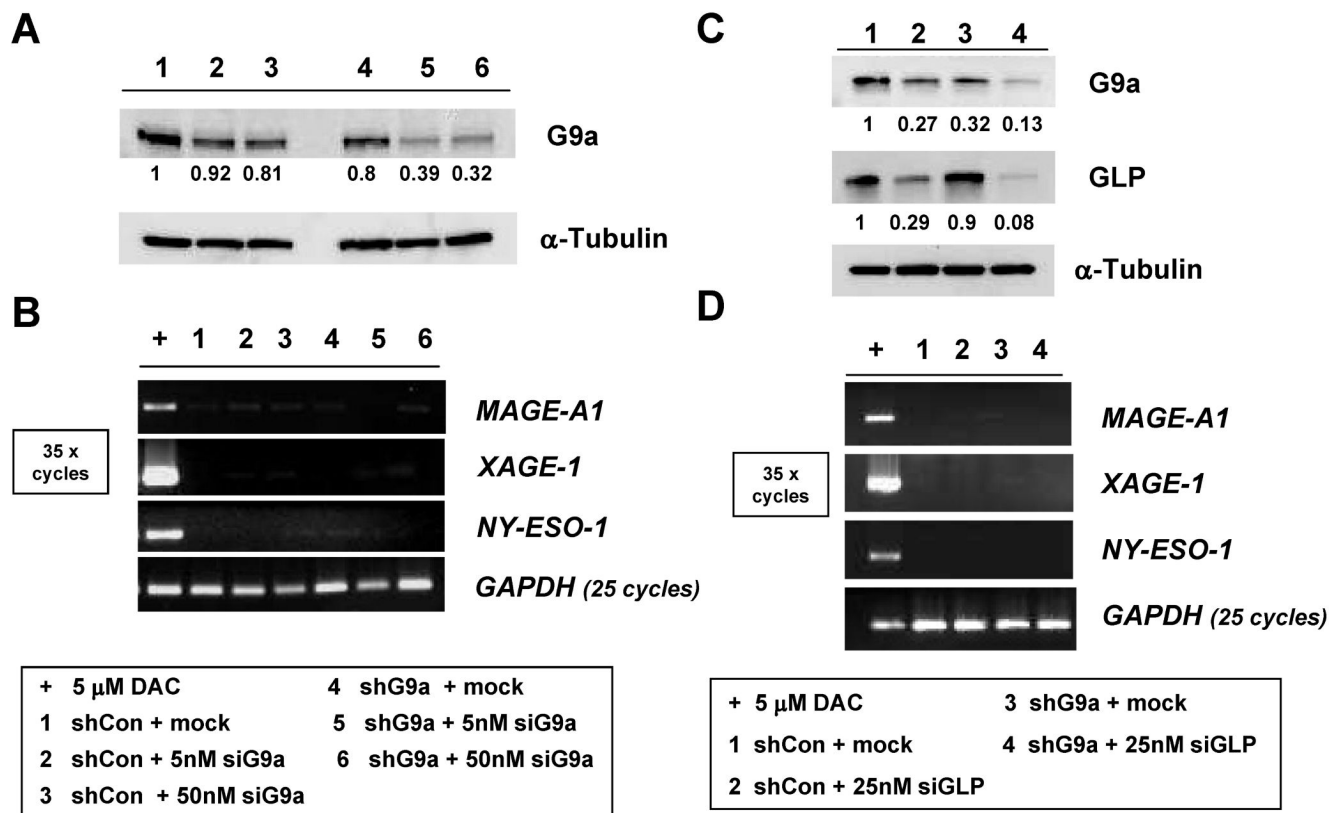 A
1 2 3 4 5 6
G9a
1 0.92 0.81 0.8 0.39 0.32
α-Tubulin
B
+ 1 2 3 4 5 6
MAGE-A1
35 x
cycles
XAGE-1
NY-ESO-1
GAPDH (25 cycles)
+ 5 μM DAC
1 shCon + mock
2 shCon + 5nM siG9a
3 shCon + 50nM siG9a
4 shG9a + mock
5 shG9a + 5nM siG9a
6 shG9a + 50nM siG9a
C
1 2 3 4
G9a
1 0.27 0.32 0.13
GLP
1 0.29 0.9 0.08
α-Tubulin
D
+ 1 2 3 4
MAGE-A1
35 x
cycles
XAGE-1
NY-ESO-1
GAPDH (25 cycles)
+ 5 μM DAC
1 shCon + mock
2 shCon + 25nM siGLP
3 shG9a + mock
4 shG9a + 25nM siGLP